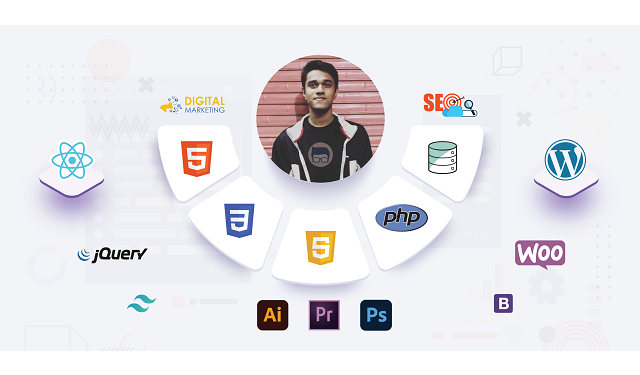 DIGITAL
MARKETING
SEO
5
3
5
php
jQuery
WOO
Ai
Pr
Ps
B
W